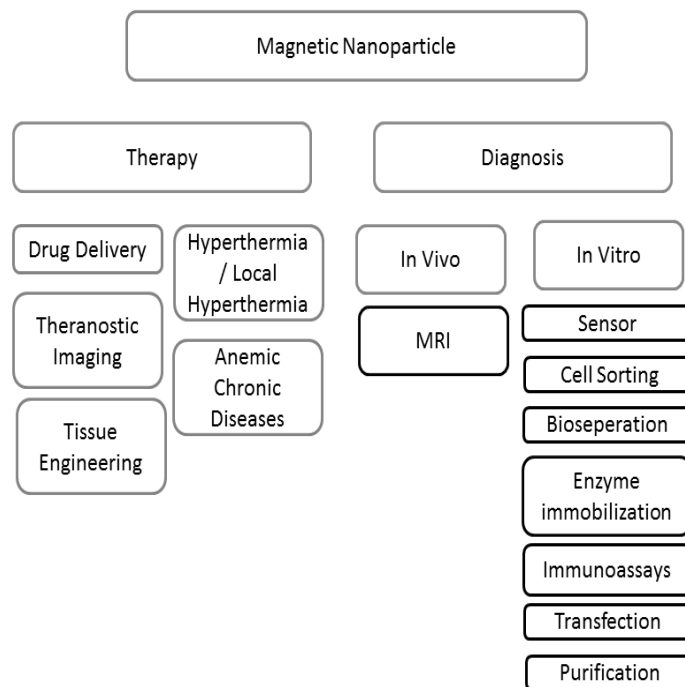 Magnetic Nanoparticle
Therapy
Diagnosis
Drug Delivery
Theranostic
Imaging
Tissue
Engineering
Hyperthermia
/ Local
Hyperthermia
Anemic
Chronic
Diseases
In Vivo
MRI
In Vitro
Sensor
Cell Sorting
Bioseperation
Enzyme
immobilization
Immunoassays
Transfection
Purification